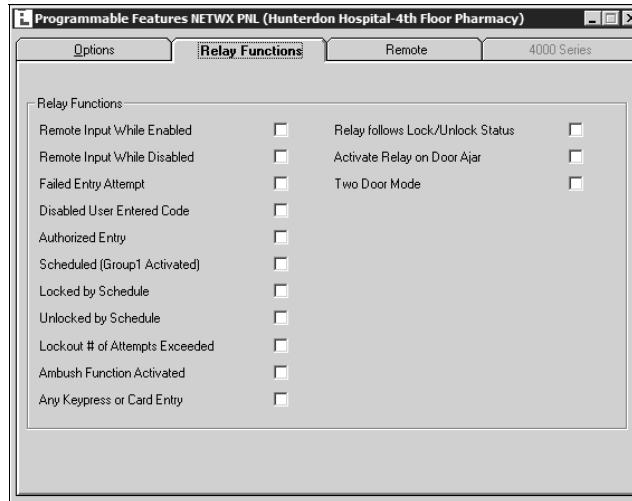 Programmable Features NETWX PNL (Hunterdon Hospital-4th Floor Pharmacy)
Options
Relay Functions
Remote
4000 Series
Relay Functions
Remote Input While Enabled
Remote Input While Disabled
Failed Entry Attempt
Disabled User Entered Code
Authorized Entry
Scheduled (Group1 Activated)
Locked by Schedule
Unlocked by Schedule
Lockout # of Attempts Exceeded
Ambush Function Activated
Any Keypress or Card Entry
Relay follows Lock/Unlock Status
Activate Relay on Door Ajar
Two Door Mode